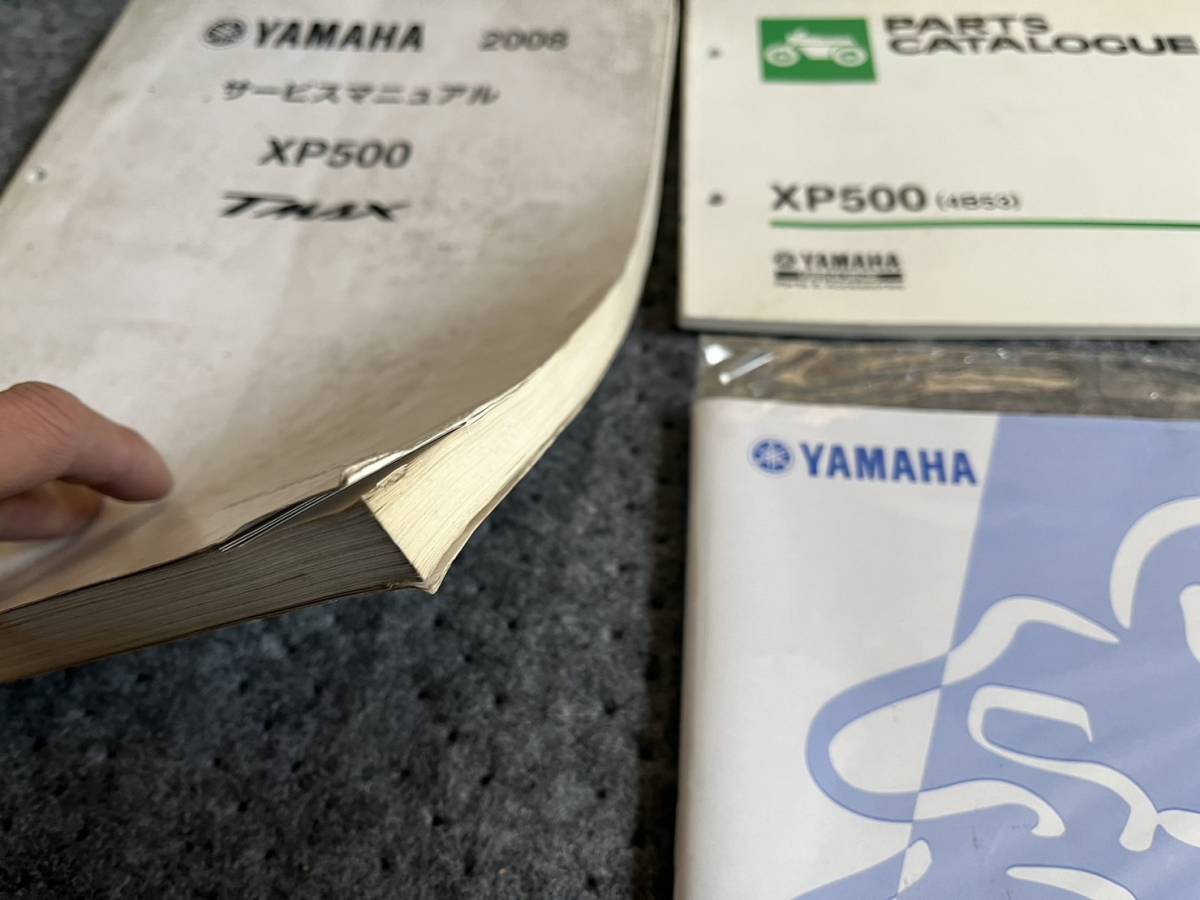 YAMAHA 2008
サービスマニュアル
XP500
TMAX
PARTS
CATALOGUE
XP500 (4B53)
YAMAHA
YAMAHA